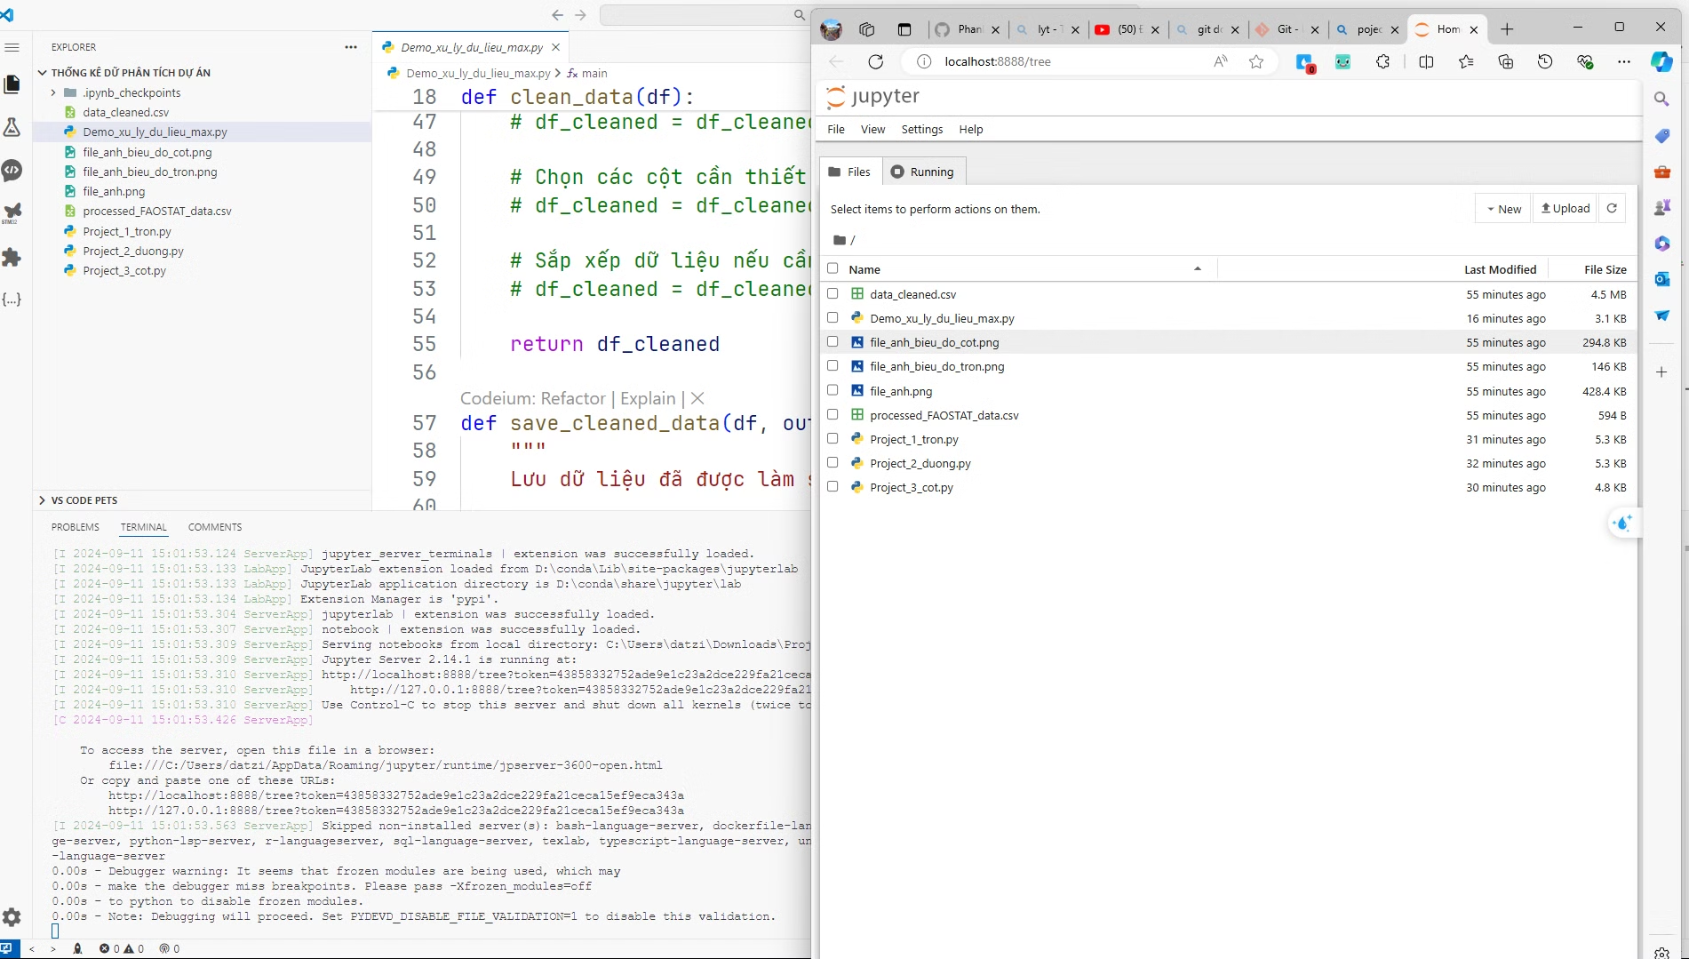 EXPLORER
THỐNG KÊ DỮ PHÂN TÍCH DỰ ÁN
.ipynb_checkpoints
data_cleaned.csv
Demo_xu_ly_du_lieu_max.py
file_anh_bieu_do_cot.png
file_anh_bieu_do_tron.png
file_anh.png
processed_FAOSTAT_data.csv
Project_1_tron.py
Project_2_duong.py
Project_3_cot.py
VS CODE PETS
Demo_xu_ly_du_lieu_max.py
Demo_xu_ly_du_lieu_max.py > main
18 def clean_data(df):
47 # df_cleaned = df_cleaned
48
49 # Chọn các cột cần thiết
50 # df_cleaned = df_cleaned
51
52 # Sắp xếp dữ liệu nếu cần
53 # df_cleaned = df_cleaned
54
55 return df_cleaned
56
Codeium: Refactor | Explain | ×
57 def save_cleaned_data(df, out
58 """
59 Lưu dữ liệu đã được làm s
60
PROBLEMS TERMINAL COMMENTS
[I 2024-09-11 15:01:53.124 ServerApp] jupyter_server_terminals | extension was successfully loaded.
[I 2024-09-11 15:01:53.133 LabApp] JupyterLab extension loaded from D:\conda\Lib\site-packages\jupyterlab
[I 2024-09-11 15:01:53.133 LabApp] JupyterLab application directory is D:\conda\share\jupyter\lab
[I 2024-09-11 15:01:53.134 LabApp] Extension Manager is 'pypi'.
[I 2024-09-11 15:01:53.304 ServerApp] jupyterlab | extension was successfully loaded.
[I 2024-09-11 15:01:53.307 ServerApp] notebook | extension was successfully loaded.
[I 2024-09-11 15:01:53.309 ServerApp] Serving notebooks from local directory: C:\Users\datzi\Downloads\Proj
[I 2024-09-11 15:01:53.309 ServerApp] Jupyter Server 2.14.1 is running at:
[I 2024-09-11 15:01:53.310 ServerApp] http://localhost:8888/tree?token=43858332752ade9e1c23a2dce229fa21ceca
[I 2024-09-11 15:01:53.310 ServerApp] http://127.0.0.1:8888/tree?token=43858332752ade9e1c23a2dce229fa21
[I 2024-09-11 15:01:53.310 ServerApp] Use Control-C to stop this server and shut down all kernels (twice to
[C 2024-09-11 15:01:53.426 ServerApp]
To access the server, open this file in a browser:
file:///C:/Users/datzi/AppData/Roaming/jupyter/runtime/jpserver-3600-open.html
Or copy and paste one of these URLs:
http://localhost:8888/tree?token=43858332752ade9e1c23a2dce229fa21ceca15ef9eca343a
http://127.0.0.1:8888/tree?token=43858332752ade9e1c23a2dce229fa21ceca15ef9eca343a
[I 2024-09-11 15:01:53.563 ServerApp] Skipped non-installed server(s): bash-language-server, dockerfile-lan
ge-server, python-lsp-server, r-languageserver, sql-language-server, texlab, typescript-language-server, un
-language-server
0.00s - Debugger warning: It seems that frozen modules are being used, which may
0.00s - make the debugger miss breakpoints. Please pass -Xfrozen_modules=off
0.00s - to python to disable frozen modules.
0.00s - Note: Debugging will proceed. Set PYDEVD_DISABLE_FILE_VALIDATION=1 to disable this validation.
0 0 0
Phan lyt - T (50) git de Git - pojec Hom
localhost:8888/tree
jupyter
File View Settings Help
Files Running
Select items to perform actions on them.
New Upload
/
Name Last Modified File Size
data_cleaned.csv 55 minutes ago 4.5 MB
Demo_xu_ly_du_lieu_max.py 16 minutes ago 3.1 KB
file_anh_bieu_do_cot.png 55 minutes ago 294.8 KB
file_anh_bieu_do_tron.png 55 minutes ago 146 KB
file_anh.png 55 minutes ago 428.4 KB
processed_FAOSTAT_data.csv 55 minutes ago 594 B
Project_1_tron.py 31 minutes ago 5.3 KB
Project_2_duong.py 32 minutes ago 5.3 KB
Project_3_cot.py 30 minutes ago 4.8 KB